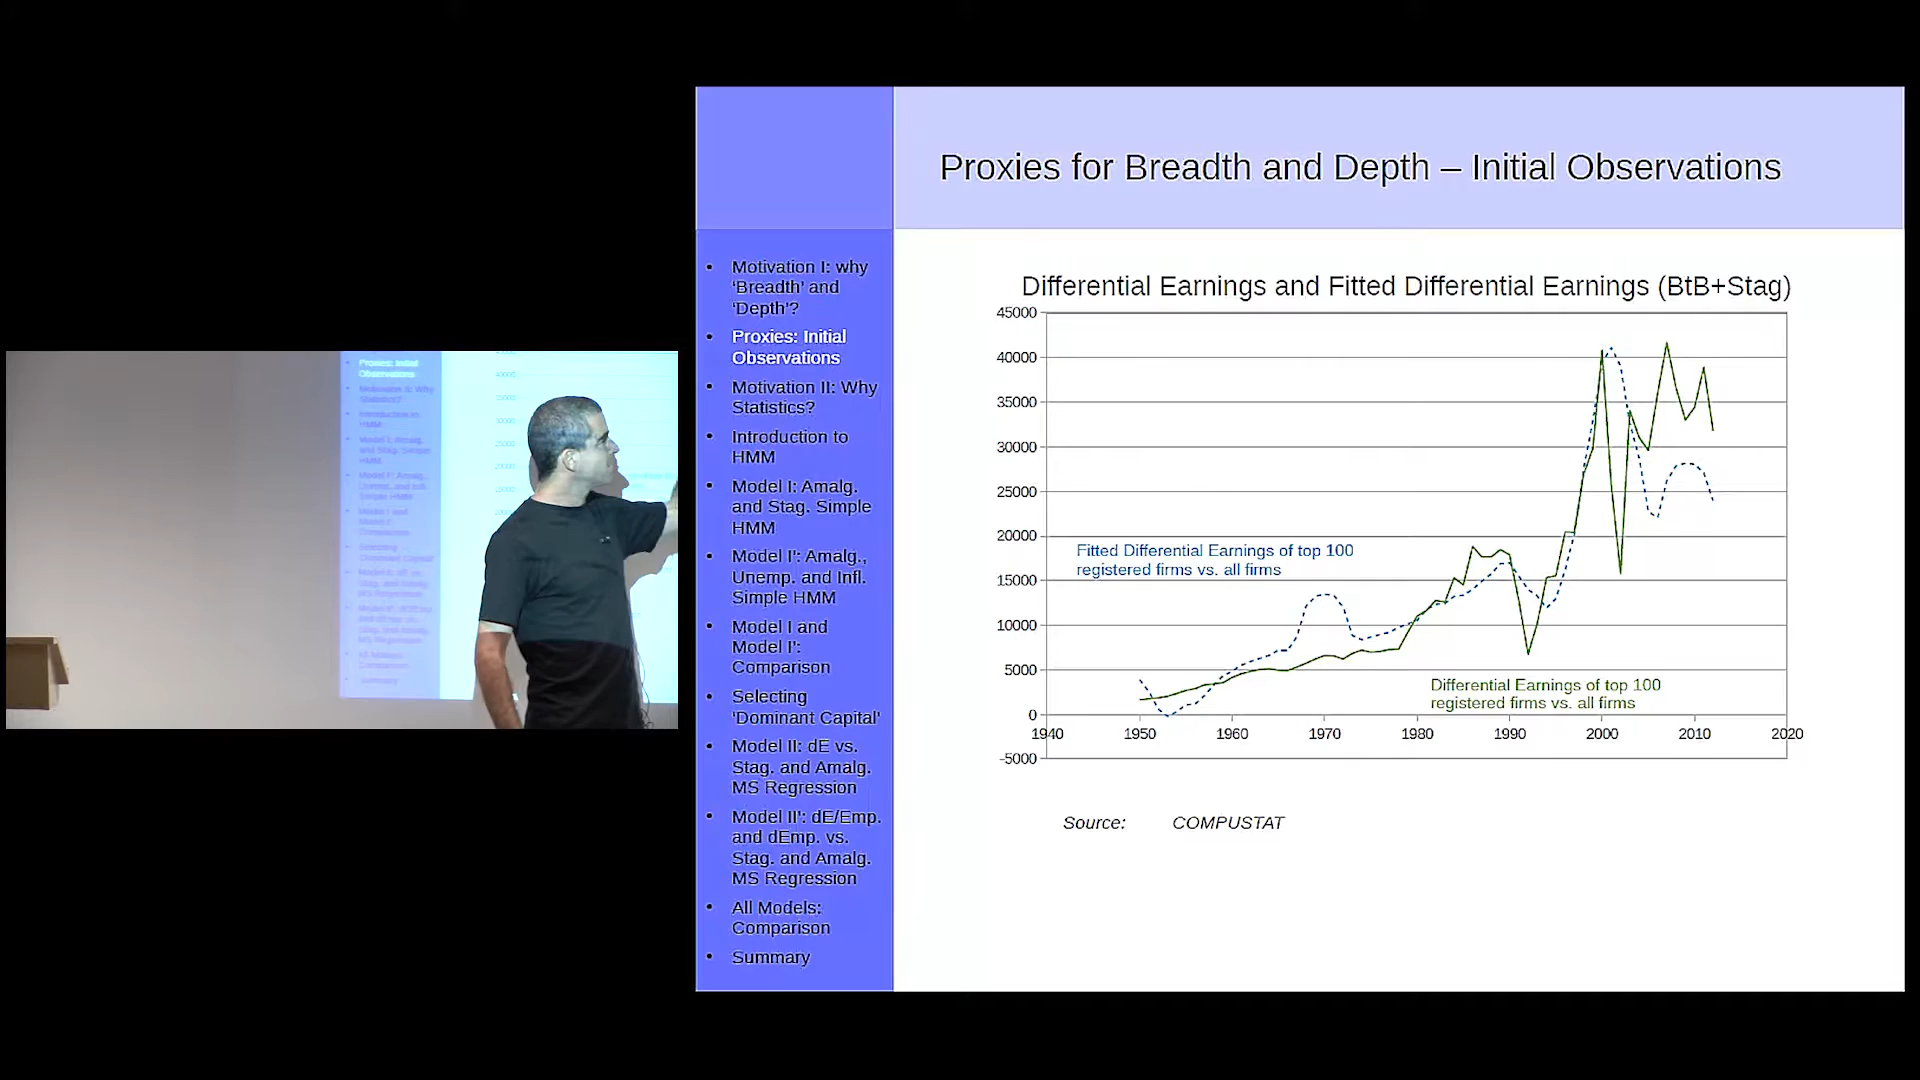 Proxies for Breadth and Depth – Initial Observations
• Motivation I: why
‘Breadth’ and
‘Depth’?
• Proxies: Initial
Observations
• Motivation II: Why
Statistics?
• Introduction to
HMM
• Model I: Amalg.
and Stag. Simple
HMM
• Model I': Amalg.,
Unemp. and Infl.
Simple HMM
• Model I and
Model I':
Comparison
• Selecting
‘Dominant Capital’
• Model II: dE vs.
Stag. and Amalg.
MS Regression
• Model II': dE/Emp.
and dEmp. vs.
Stag. and Amalg.
MS Regression
• All Models:
Comparison
• Summary
Differential Earnings and Fitted Differential Earnings (BtB+Stag)
45000
40000
35000
30000
25000
20000
15000
10000
5000
0
-5000
1940 1950 1960 1970 1980 1990 2000 2010 2020
Fitted Differential Earnings of top 100
registered firms vs. all firms
Differential Earnings of top 100
registered firms vs. all firms
Source: COMPUSTAT
Proxies: Initial
Observations